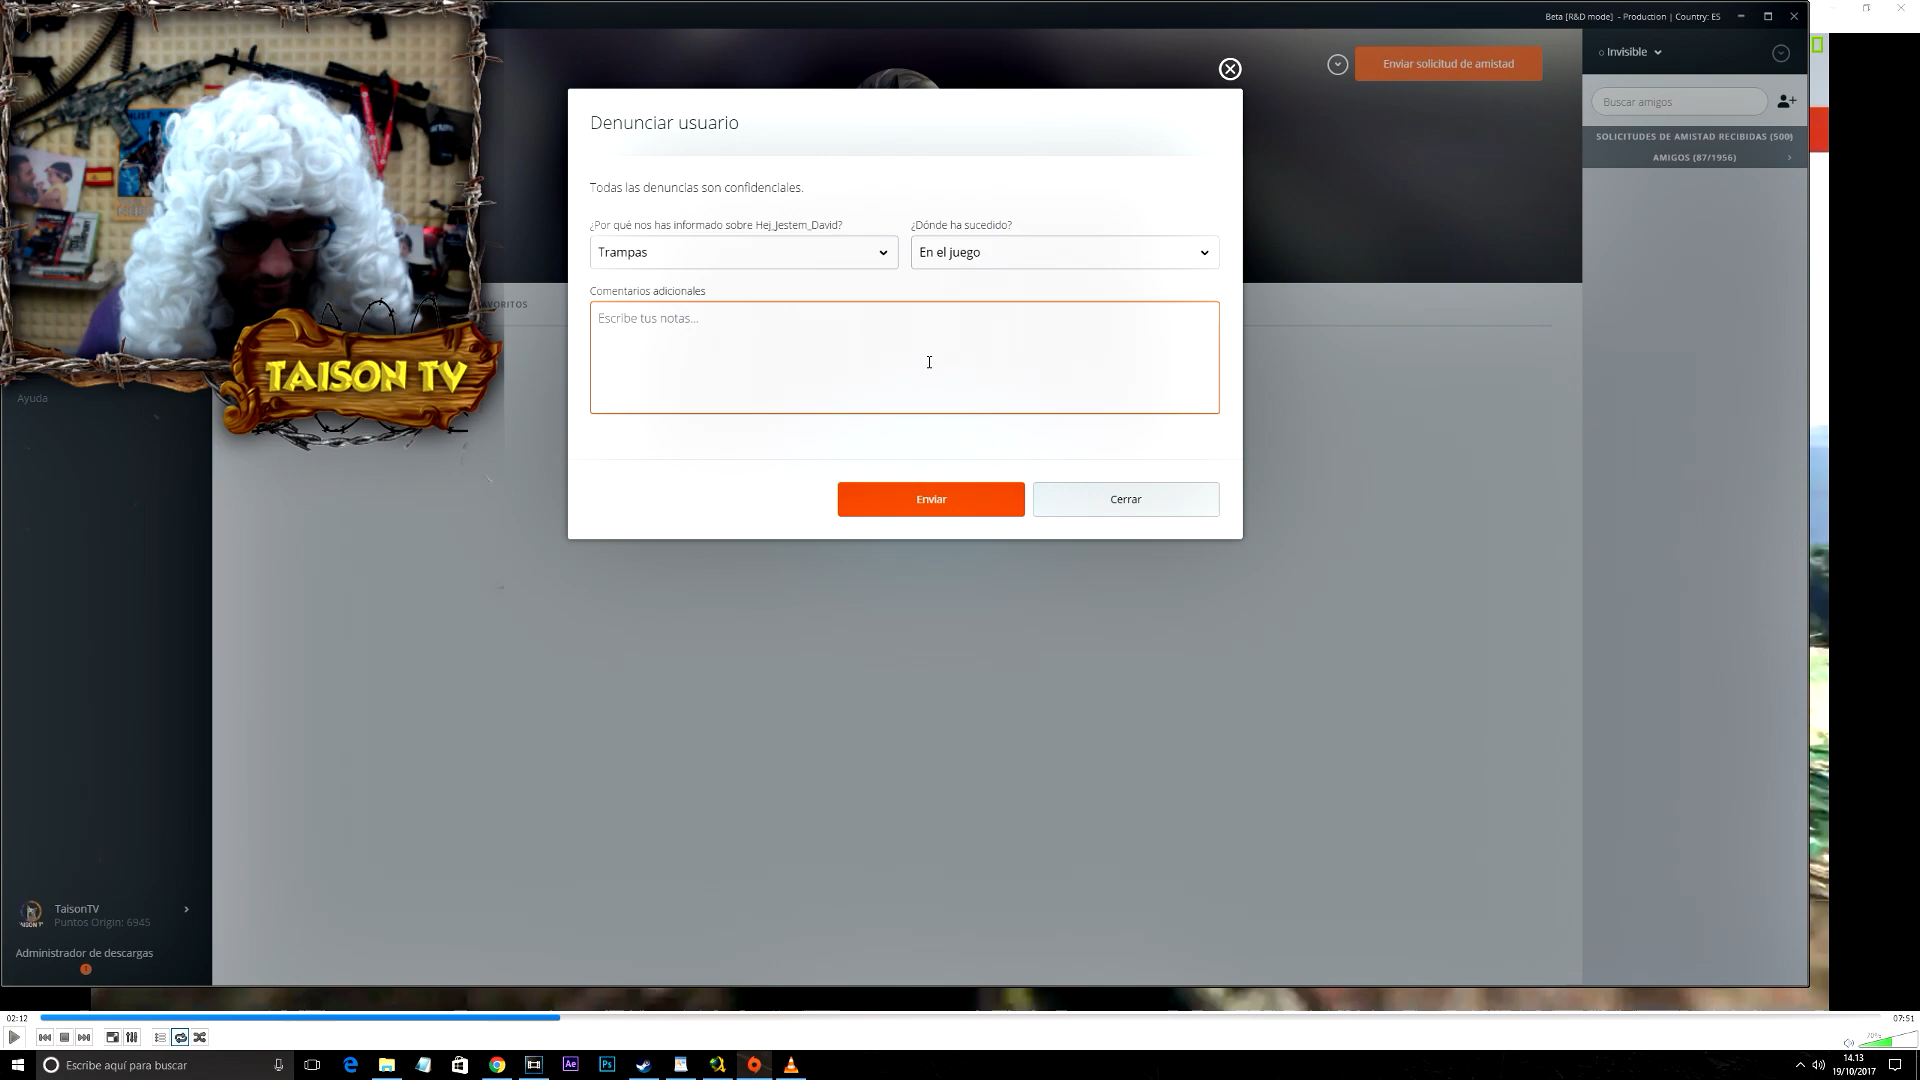 Beta [R&D mode] - Production | Country: ES
Enviar solicitud de amistad
Invisible
Buscar amigos
SOLICITUDES DE AMISTAD RECIBIDAS (500)
AMIGOS (87/1956)
Denunciar usuario
Todas las denuncias son confidenciales.
¿Por qué nos has informado sobre Hej_Jestem_David?
¿Dónde ha sucedido?
Trampas
En el juego
Comentarios adicionales
Escribe tus notas...
Enviar
Cerrar
TAISON TV
Ayuda
TaisonTV
Puntos Origin: 6945
Administrador de descargas
02:12
07:51
70%
Escribe aquí para buscar
Ae
Ps
14.13
19/10/2017